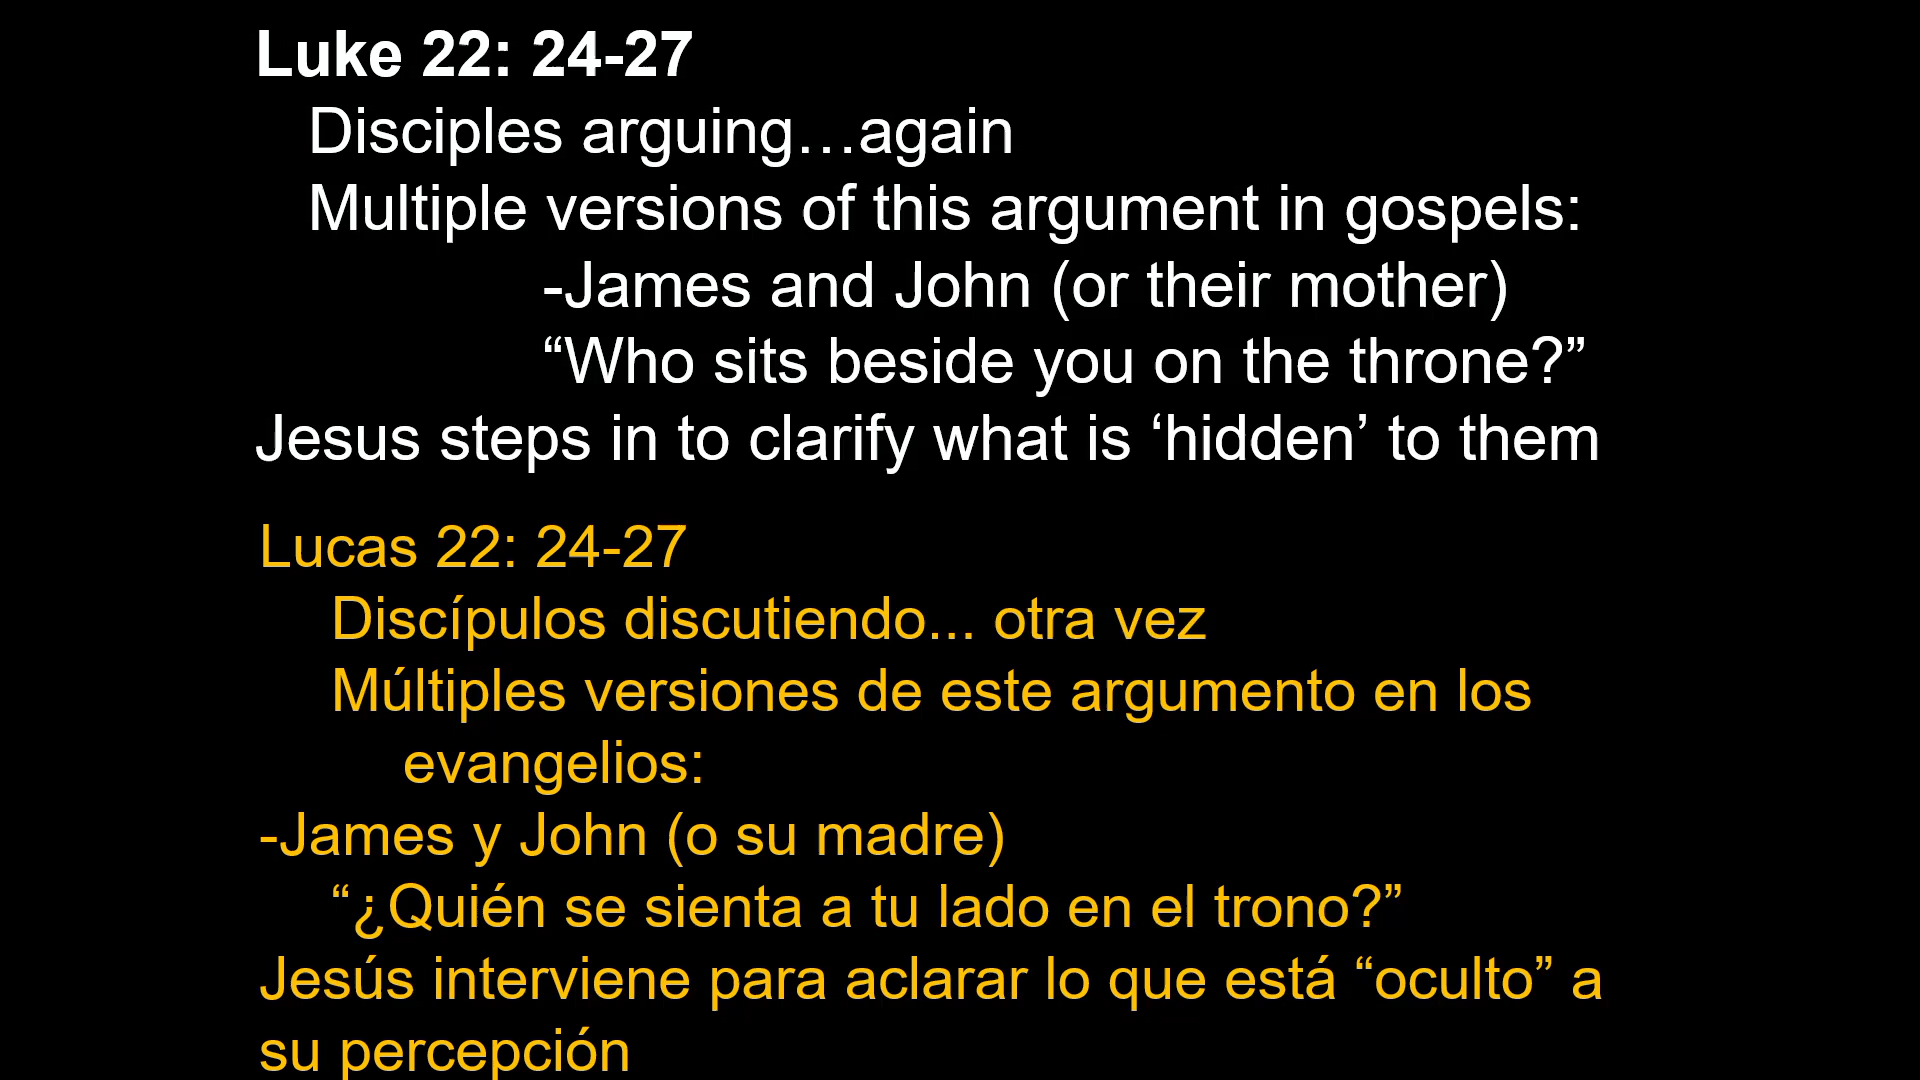 Luke 22: 24-27
Disciples arguing…again
Multiple versions of this argument in gospels:
-James and John (or their mother)
“Who sits beside you on the throne?”
Jesus steps in to clarify what is ‘hidden’ to them
Lucas 22: 24-27
Discípulos discutiendo... otra vez
Múltiples versiones de este argumento en los
evangelios:
-James y John (o su madre)
“¿Quién se sienta a tu lado en el trono?”
Jesús interviene para aclarar lo que está “oculto” a
su percepción